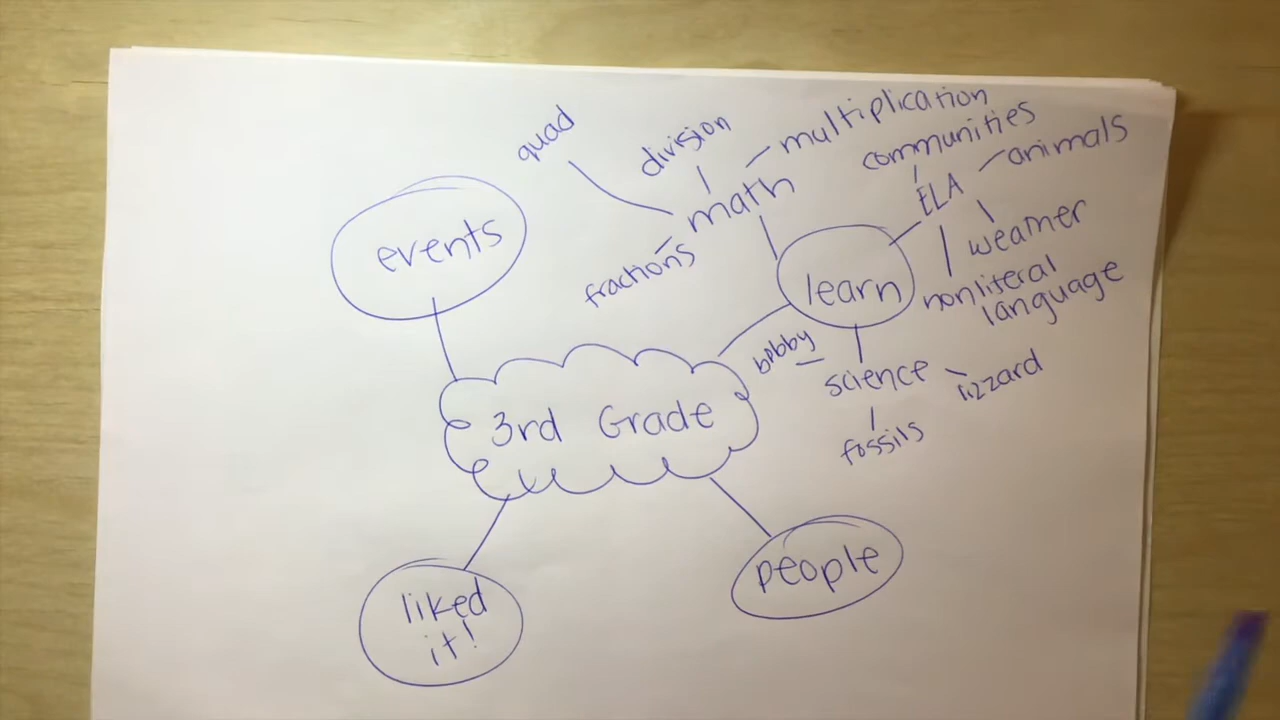 quad
division
multiplication
communities
animals
math
ELA
fractions
weather
nonliteral
language
events
learn
bobby
science
lizzard
fossils
3rd Grade
people
liked
it!